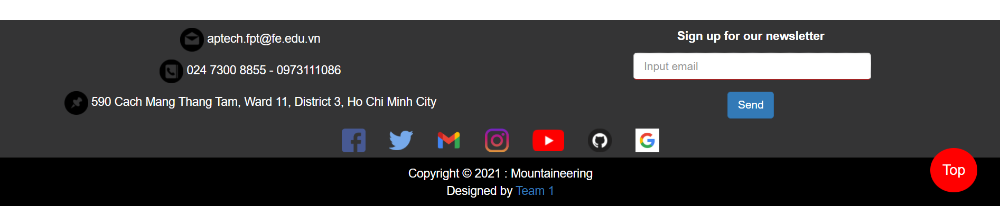 aptech.fpt@fe.edu.vn
024 7300 8855 - 0973111086
590 Cach Mang Thang Tam, Ward 11, District 3, Ho Chi Minh City
Sign up for our newsletter
Input email
Send
Copyright © 2021 : Mountaineering
Designed by Team 1
Top